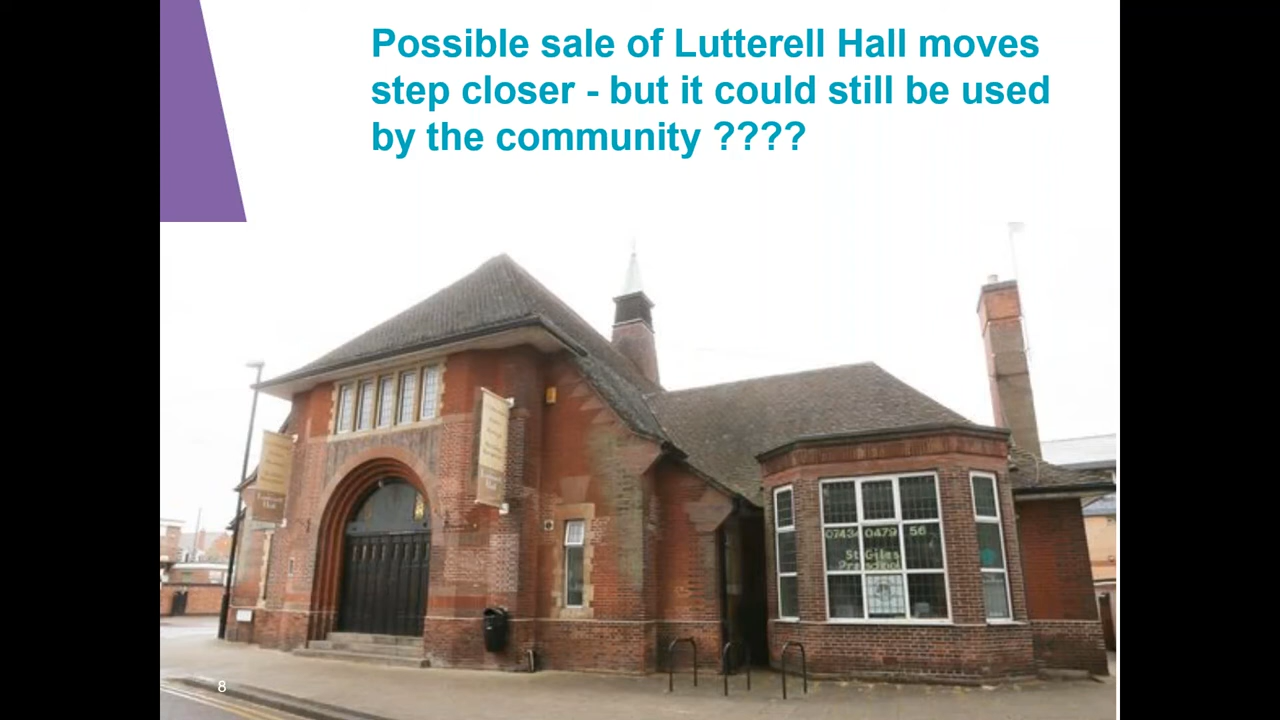 Possible sale of Lutterell Hall moves
step closer - but it could still be used
by the community ????
St Giles
Preschool
8